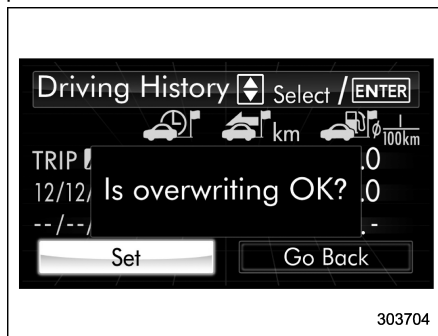 Driving History Select / ENTER
km ø l/100km
TRIP .0
Is overwriting OK?
12/12/ .0
--/--/ .-
Set Go Back
303704